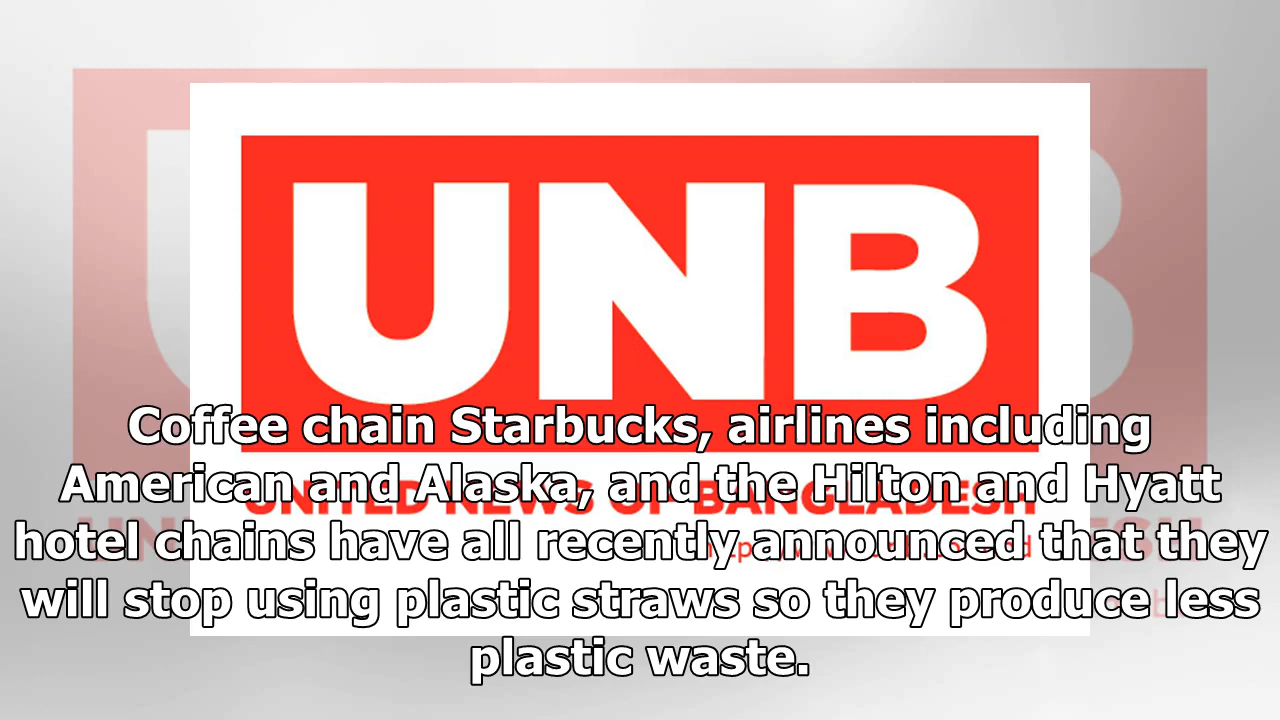 UNB
UNITED NEWS OF BANGLADESH
Coffee chain Starbucks, airlines including
American and Alaska, and the Hilton and Hyatt
hotel chains have all recently announced that they
will stop using plastic straws so they produce less
plastic waste.